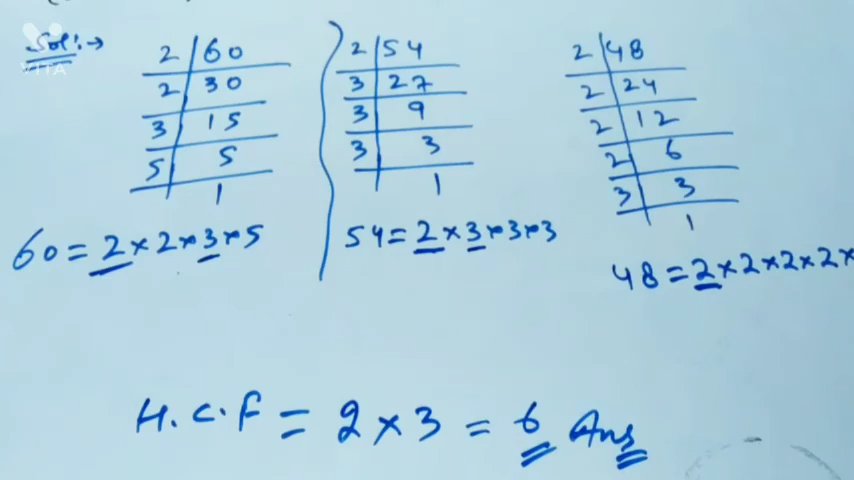 Sol:→
VITA
2 | 60
2 | 30
3 | 15
5 | 5
1
60 = 2 × 2 × 3 × 5
2 | 54
3 | 27
3 | 9
3 | 3
1
54 = 2 × 3 × 3 × 3
2 | 48
2 | 24
2 | 12
2 | 6
3 | 3
1
48 = 2 × 2 × 2 × 2 ×
H.C.F = 2 × 3 = 6 Ans